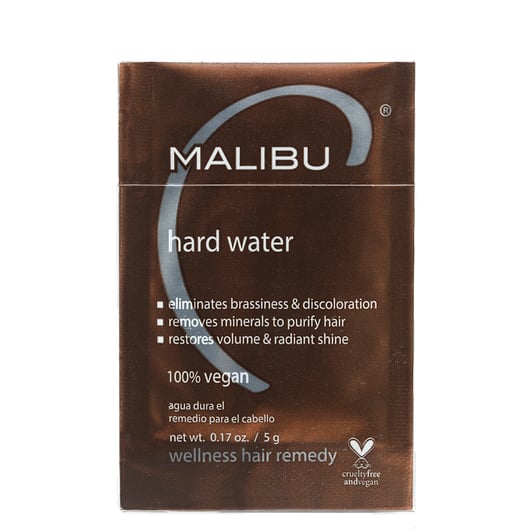 ®
MALIBU
hard water
▪ eliminates brassiness & discoloration
▪ removes minerals to purify hair
▪ restores volume & radiant shine
100% vegan
agua dura el
remedio para el cabello
net wt. 0.17 oz. / 5 g
wellness hair remedy
crueltyfree
andvegan